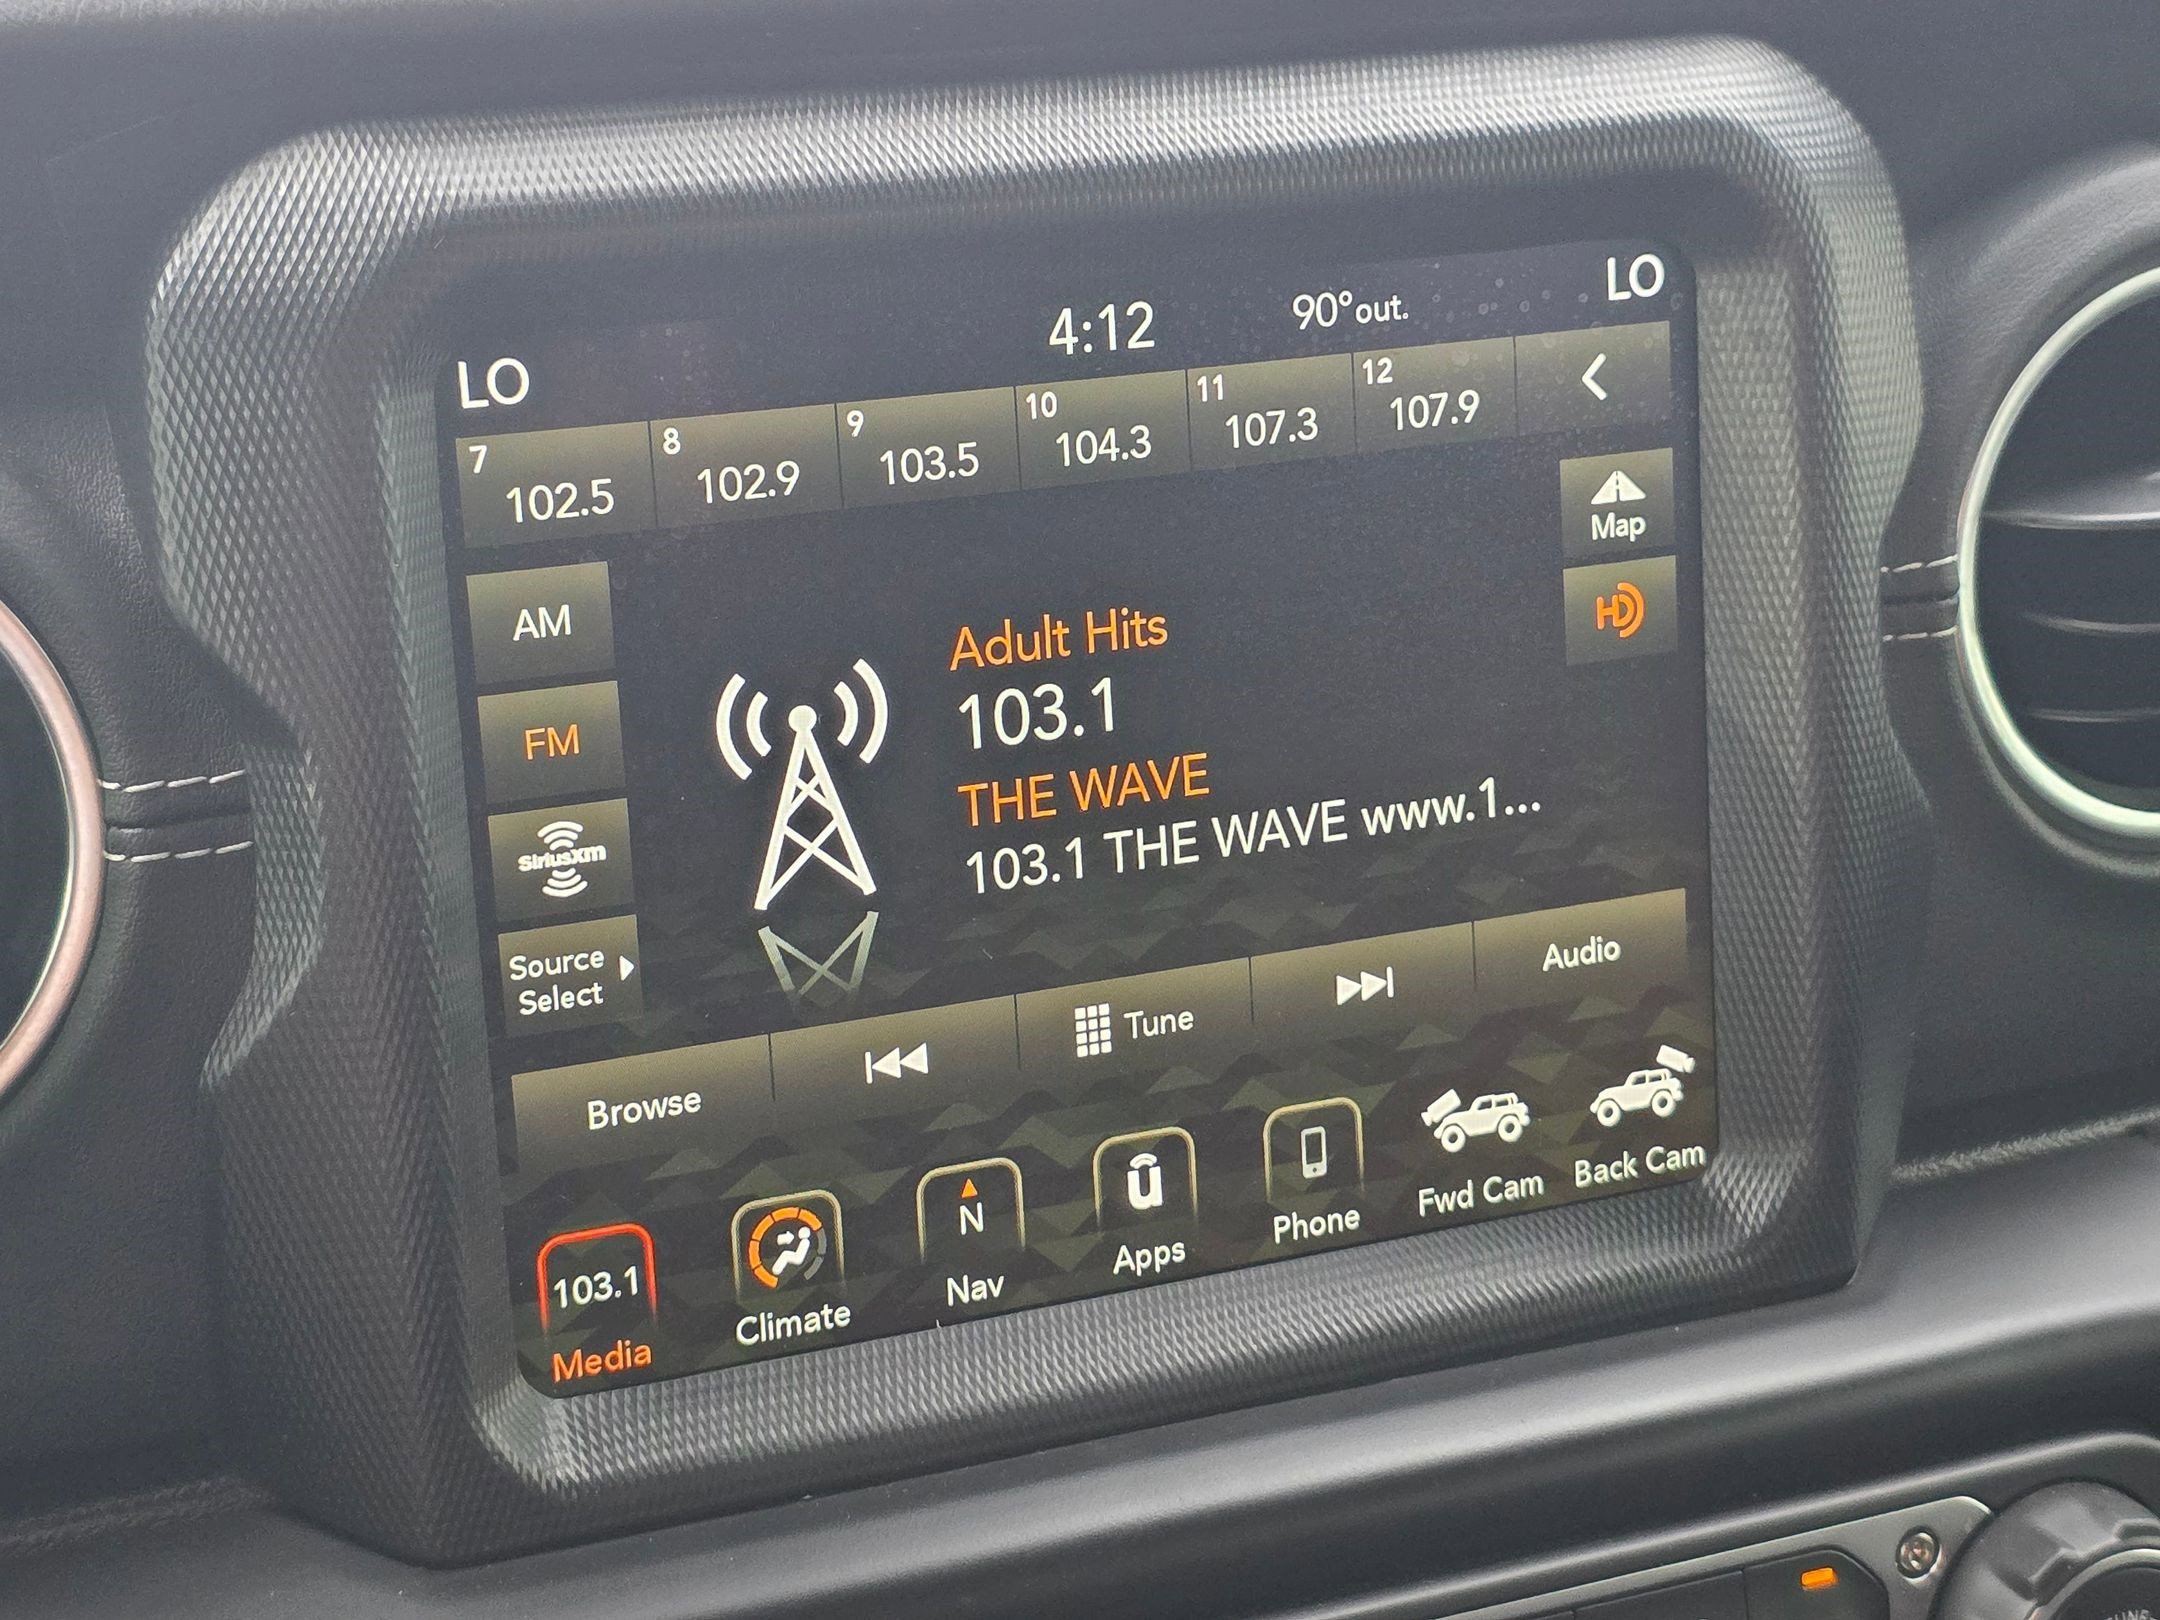 LO 4:12 90°out. LO
7 102.5 8 102.9 9 103.5 10 104.3 11 107.3 12 107.9
Map
HD
AM
FM
SiriusXM
Source
Select
Adult Hits
103.1
THE WAVE
103.1 THE WAVE www.1...
Browse Tune Audio
103.1 N u
Media Climate Nav Apps Phone Fwd Cam Back Cam